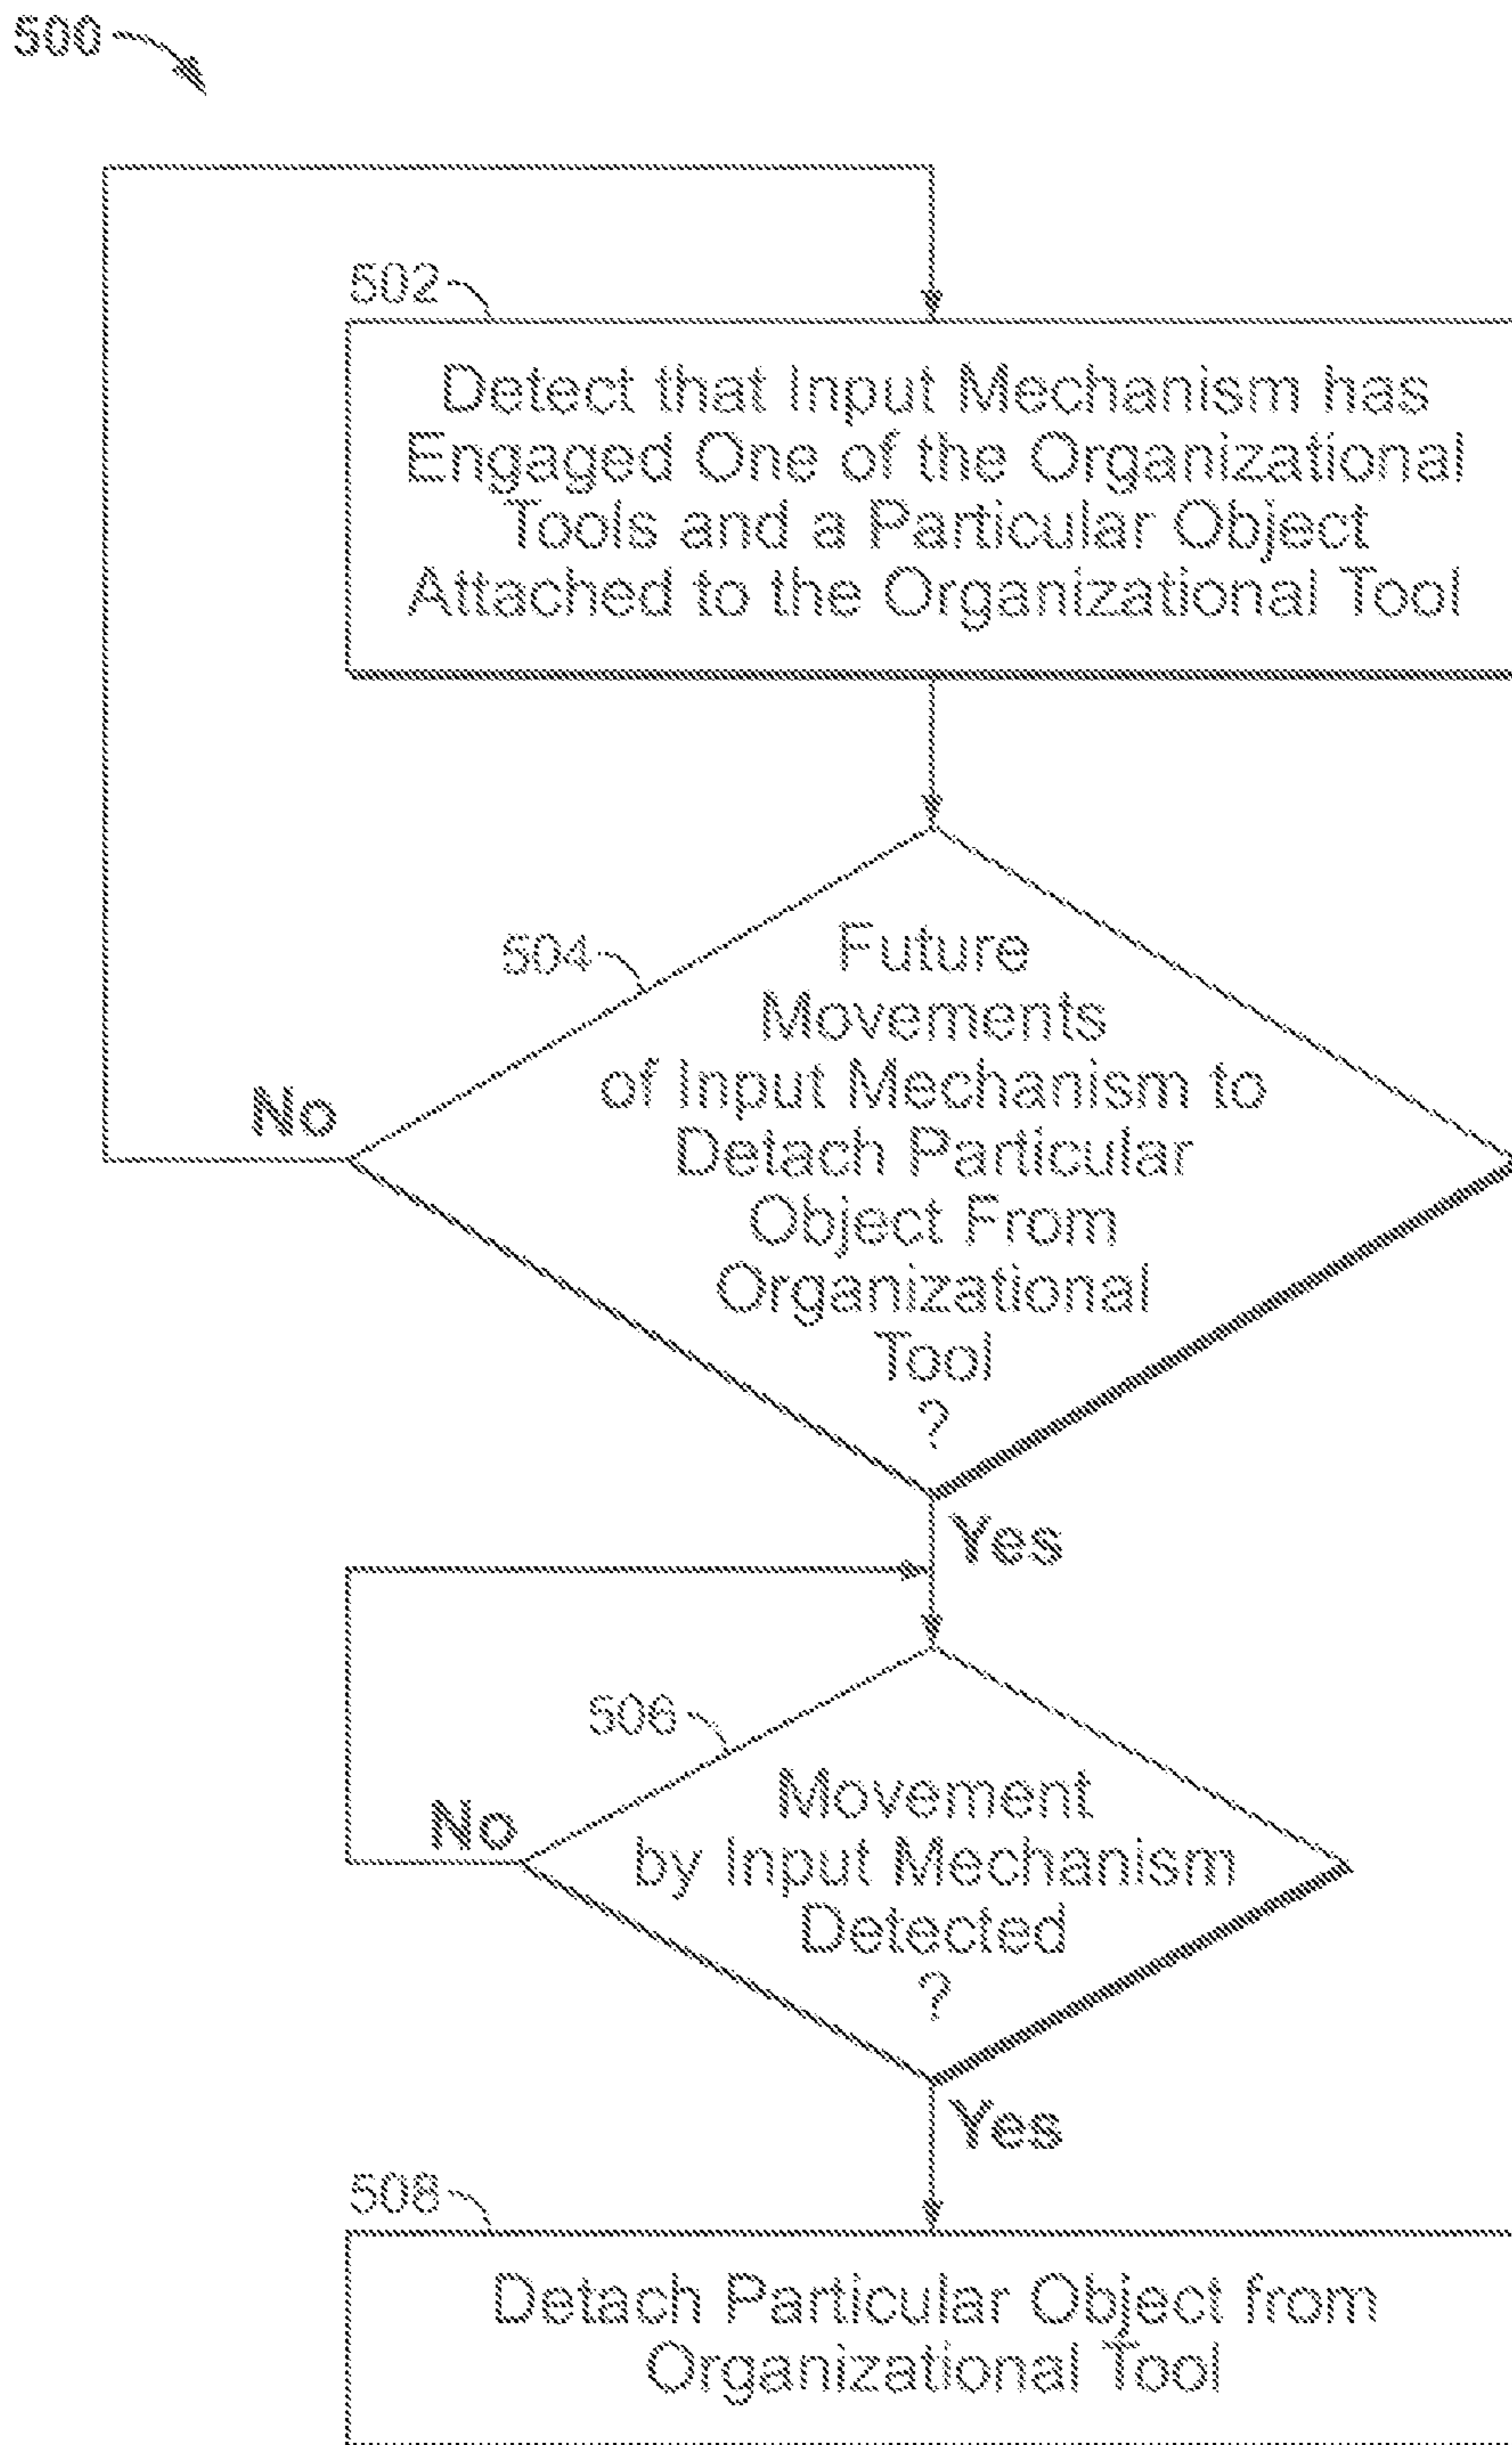 500
502
Detect that Input Mechanism has
Engaged One of the Organizational
Tools and a Particular Object
Attached to the Organizational Tool
504
Future
Movements
of Input Mechanism to
Detach Particular
Object From
Organizational
Tool
?
No
Yes
506
Movement
by Input Mechanism
Detected
?
No
Yes
508
Detach Particular Object from
Organizational Tool